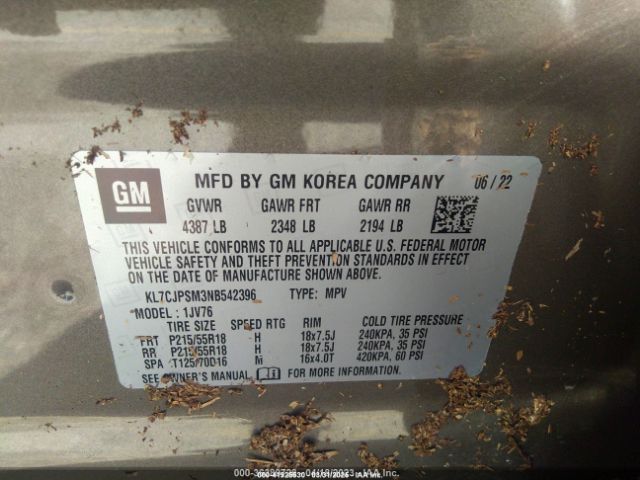 GM
MFD BY GM KOREA COMPANY 06/22
GVWR GAWR FRT GAWR RR
4387 LB 2348 LB 2194 LB
THIS VEHICLE CONFORMS TO ALL APPLICABLE U.S. FEDERAL MOTOR
VEHICLE SAFETY AND THEFT PREVENTION STANDARDS IN EFFECT
ON THE DATE OF MANUFACTURE SHOWN ABOVE.
KL7CJPSM3NB542396 TYPE: MPV
MODEL: 1JV76
TIRE SIZE SPEED RTG RIM COLD TIRE PRESSURE
FRT P215/55R18 H 18x7.5J 240KPA, 35 PSI
RR P215/55R18 H 18x7.5J 240KPA, 35 PSI
SPA T125/70D16 M 16x4.0T 420KPA, 60 PSI
SEE OWNER'S MANUAL FOR MORE INFORMATION.